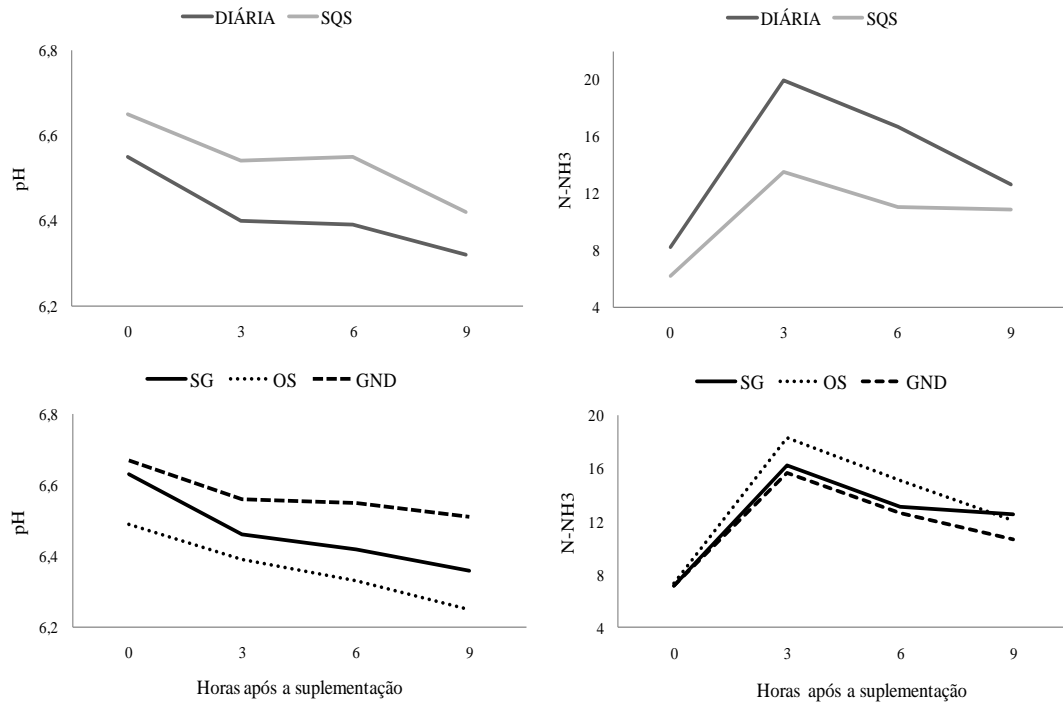 DIÁRIA SQS
6,8
6,6
6,4
6,2
pH
0 3 6 9
DIÁRIA SQS
20
16
12
8
4
N-NH3
0 3 6 9
SG OS GND
6,8
6,6
6,4
6,2
pH
0 3 6 9
Horas após a suplementação
SG OS GND
20
16
12
8
4
N-NH3
0 3 6 9
Horas após a suplementação